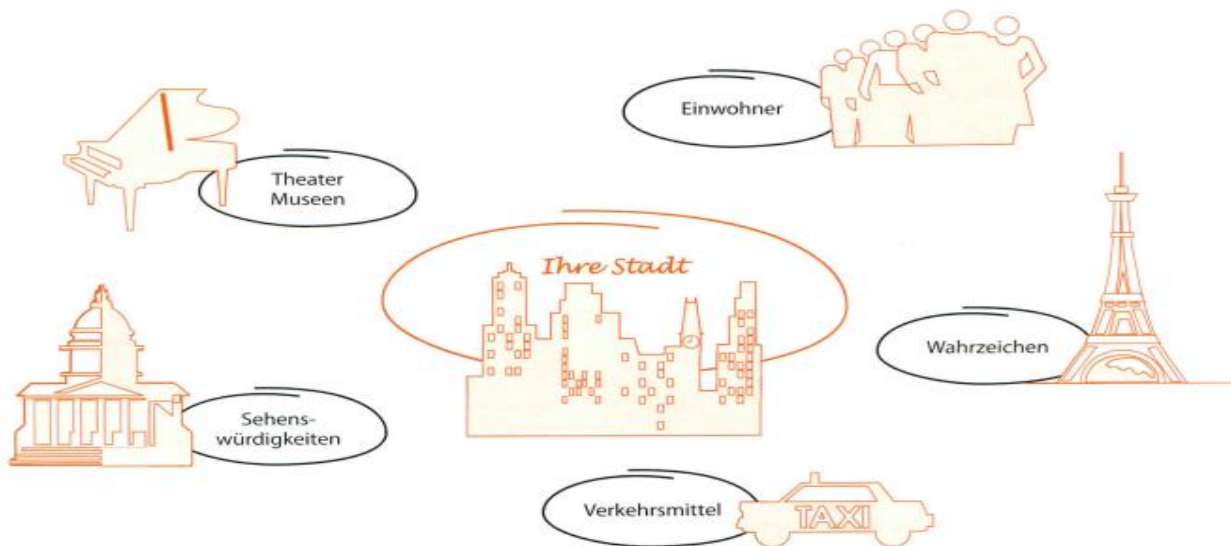 Einwohner
Theater
Museen
Ihre Stadt
Wahrzeichen
Sehens-
würdigkeiten
Verkehrsmittel
TAXI